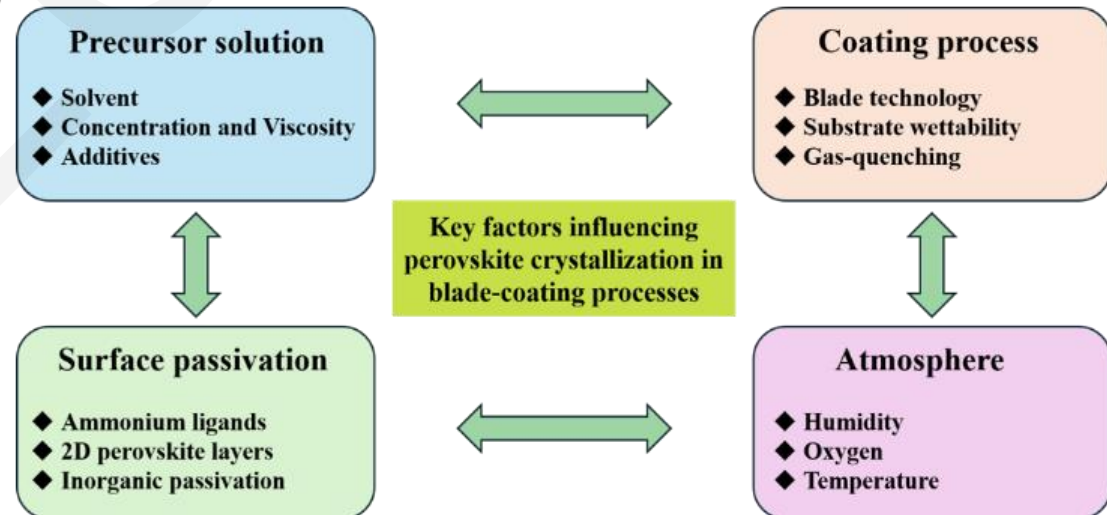 Precursor solution
◆ Solvent
◆ Concentration and Viscosity
◆ Additives
Coating process
◆ Blade technology
◆ Substrate wettability
◆ Gas-quenching
Key factors influencing
perovskite crystallization in
blade-coating processes
Surface passivation
◆ Ammonium ligands
◆ 2D perovskite layers
◆ Inorganic passivation
Atmosphere
◆ Humidity
◆ Oxygen
◆ Temperature